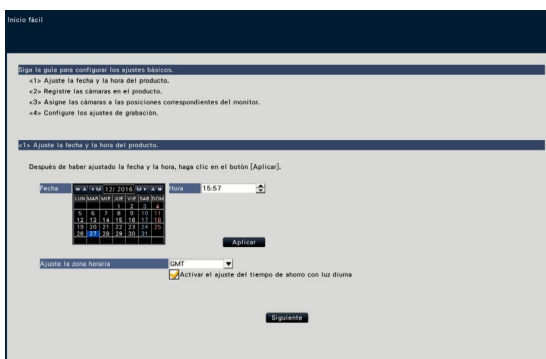 Inicio fácil
Siga la guía para configurar los ajustes básicos.
<1> Ajuste la fecha y la hora del producto.
<2> Registre las cámaras en el producto.
<3> Asigne las cámaras a las posiciones correspondientes del monitor.
<4> Configure los ajustes de grabación.
<1> Ajuste la fecha y la hora del producto.
Después de haber ajustado la fecha y la hora, haga clic en el botón [Aplicar].
Fecha 12/ 2016 Hora 15:57
LUN MAR MIE JUE VIE SAB DOM
1 2 3 4
5 6 7 8 9 10 11
12 13 14 15 16 17 18
19 20 21 22 23 24 25
26 27 28 29 30 31
Aplicar
Ajuste la zona horaria GMT
Activar el ajuste del tiempo de ahorro con luz diurna
Siguiente